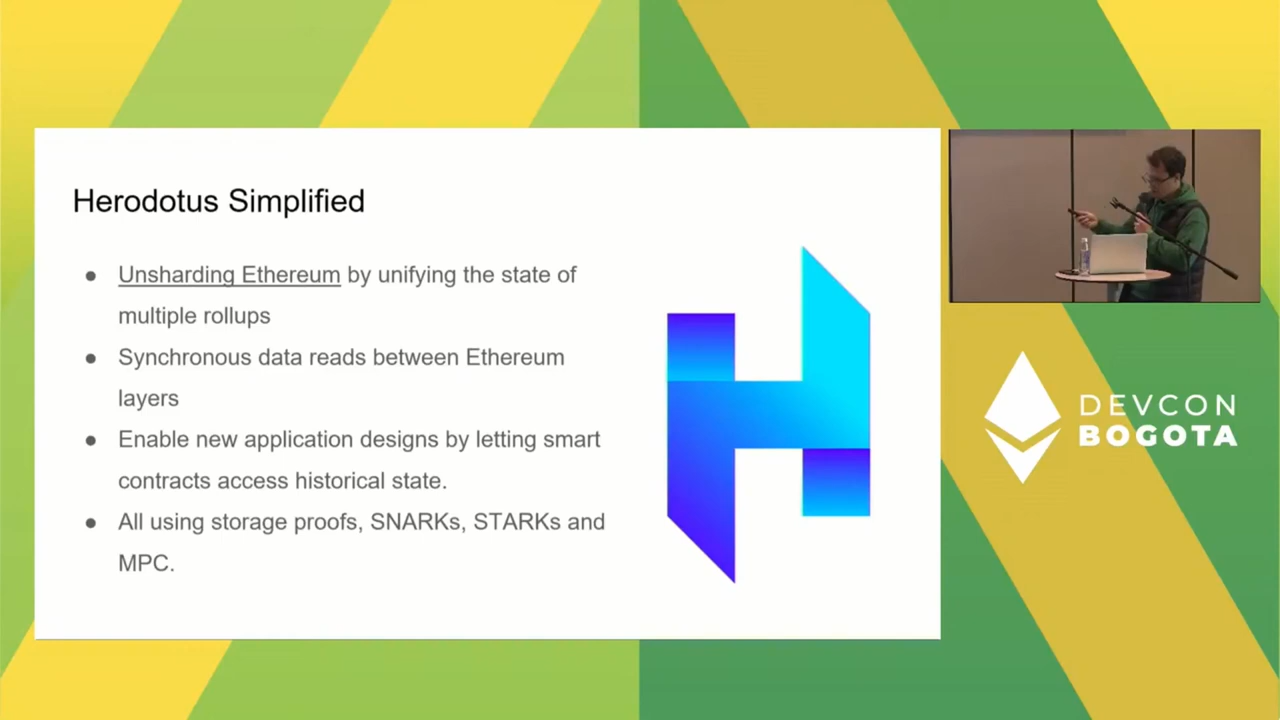 Herodotus Simplified
● Unsharding Ethereum by unifying the state of
multiple rollups
● Synchronous data reads between Ethereum
layers
● Enable new application designs by letting smart
contracts access historical state.
● All using storage proofs, SNARKs, STARKs and
MPC.
DEVCON
BOGOTA